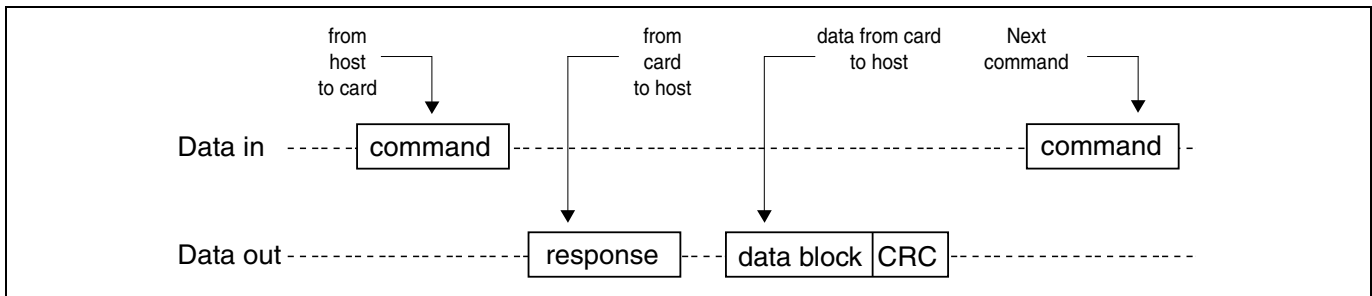 from
host
to card
from
card
to host
data from card
to host
Next
command
Data in
command
command
Data out
response
data block
CRC